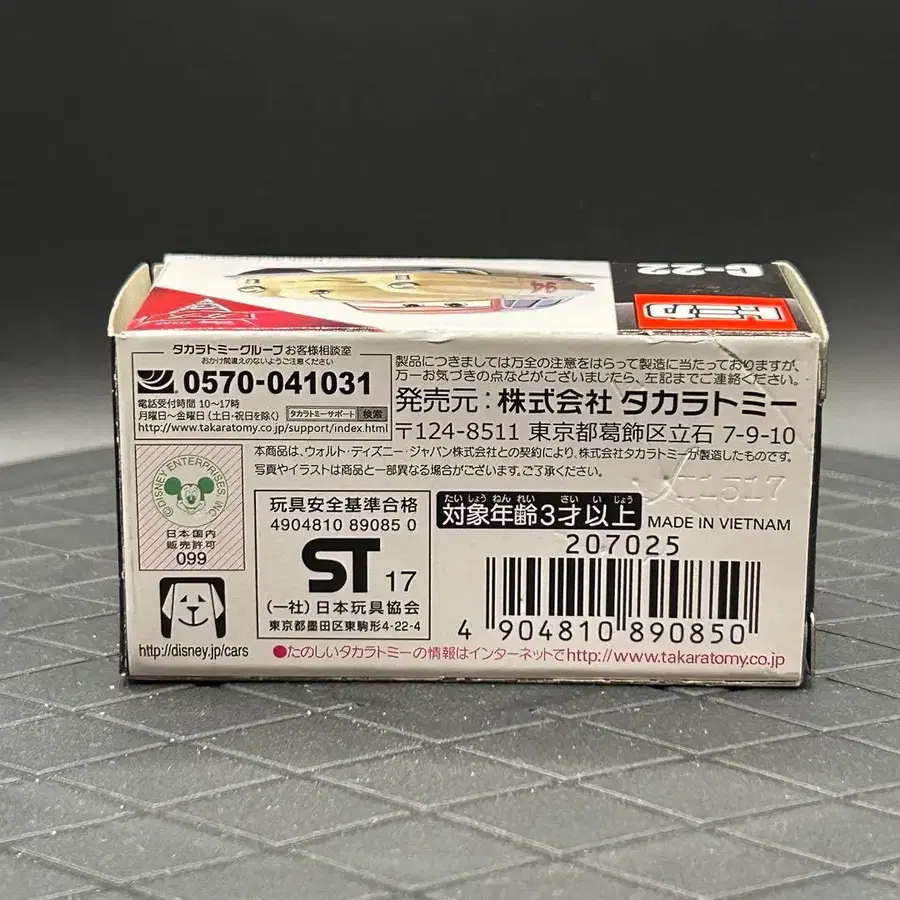 C-22
トミカ
94
タカラトミーグループ お客様相談室
おかけ間違えのないようご注意ください
0570-041031
電話受付時間 10〜17時
月曜日〜金曜日 (土日・祝日を除く) タカラトミーサポート 検索
http://www.takaratomy.co.jp/support/index.html
製品につきましては万全の注意をはらって製造に当たっておりますが、
万一お気づきの点などがございましたら、左記までご連絡ください。
発売元:株式会社 タカラトミー
〒124-8511 東京都葛飾区立石 7-9-10
本商品は、ウォルト・ディズニー・ジャパン株式会社との契約により、株式会社タカラトミーが製造したものです。
写真やイラストは商品と一部異なる場合がございます。ご了承ください。
©DISNEY ENTERPRISES, INC.
日本国内
販売許可
099
http://disney.jp/cars
玩具安全基準合格
4904810 89085 0
ST 17
(一社) 日本玩具協会
東京都墨田区東駒形4-22-4
たいしょうねんれい さいいじょう
対象年齢3才以上
MADE IN VIETNAM
207025
4 904810 890850
●たのしいタカラトミーの情報はインターネットでhttp://www.takaratomy.co.jp